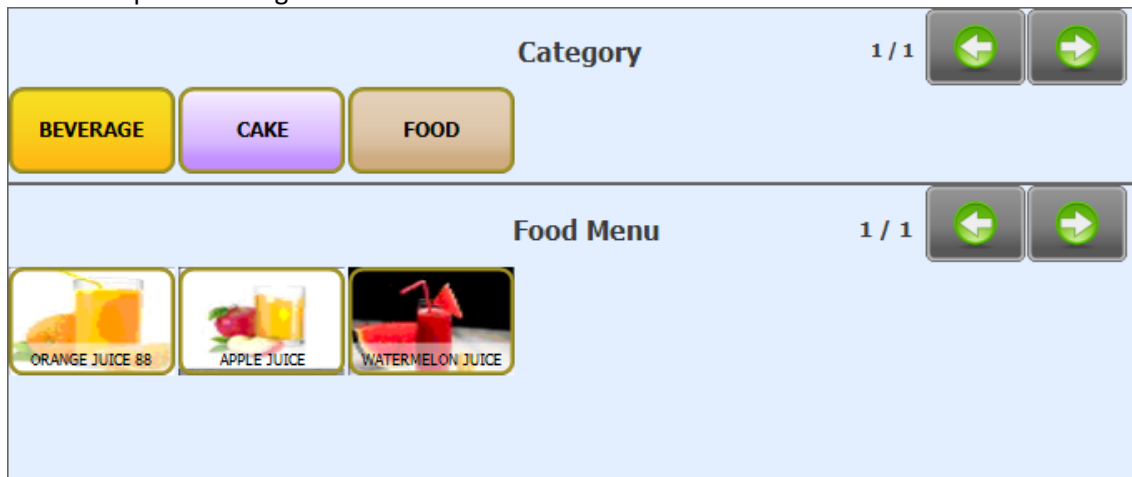 Category 1 / 1
BEVERAGE CAKE FOOD
Food Menu 1 / 1
ORANGE JUICE 88 APPLE JUICE WATERMELON JUICE